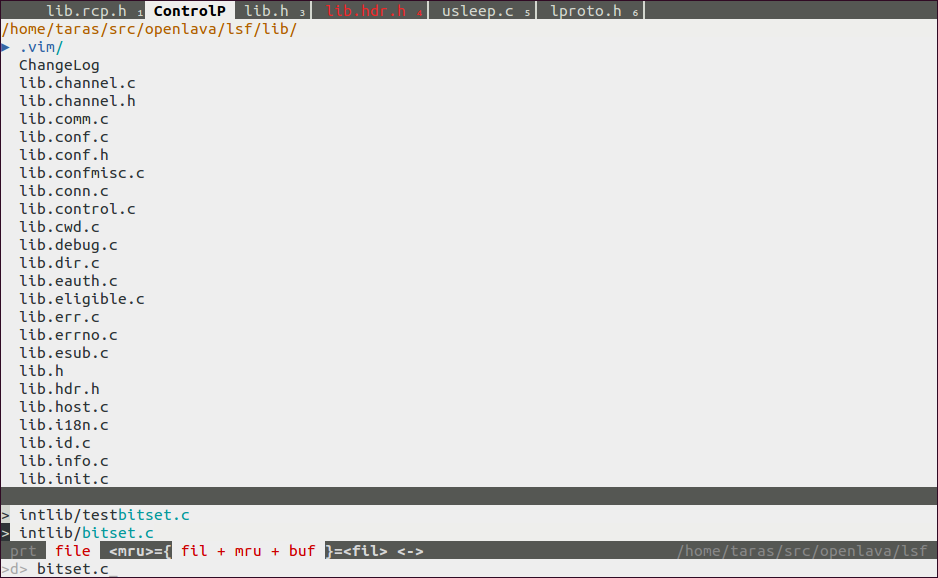 lib.rcp.h 1 ControlP lib.h 3 lib.hdr.h 4 usleep.c 5 lproto.h 6
/home/taras/src/openlava/lsf/lib/
▶ .vim/
ChangeLog
lib.channel.c
lib.channel.h
lib.comm.c
lib.conf.c
lib.conf.h
lib.confmisc.c
lib.conn.c
lib.control.c
lib.cwd.c
lib.debug.c
lib.dir.c
lib.eauth.c
lib.eligible.c
lib.err.c
lib.errno.c
lib.esub.c
lib.h
lib.hdr.h
lib.host.c
lib.i18n.c
lib.id.c
lib.info.c
lib.init.c
> intlib/testbitset.c
> intlib/bitset.c
prt file <mru>={ fil + mru + buf }=<fil> <-> /home/taras/src/openlava/lsf
>d> bitset.c_